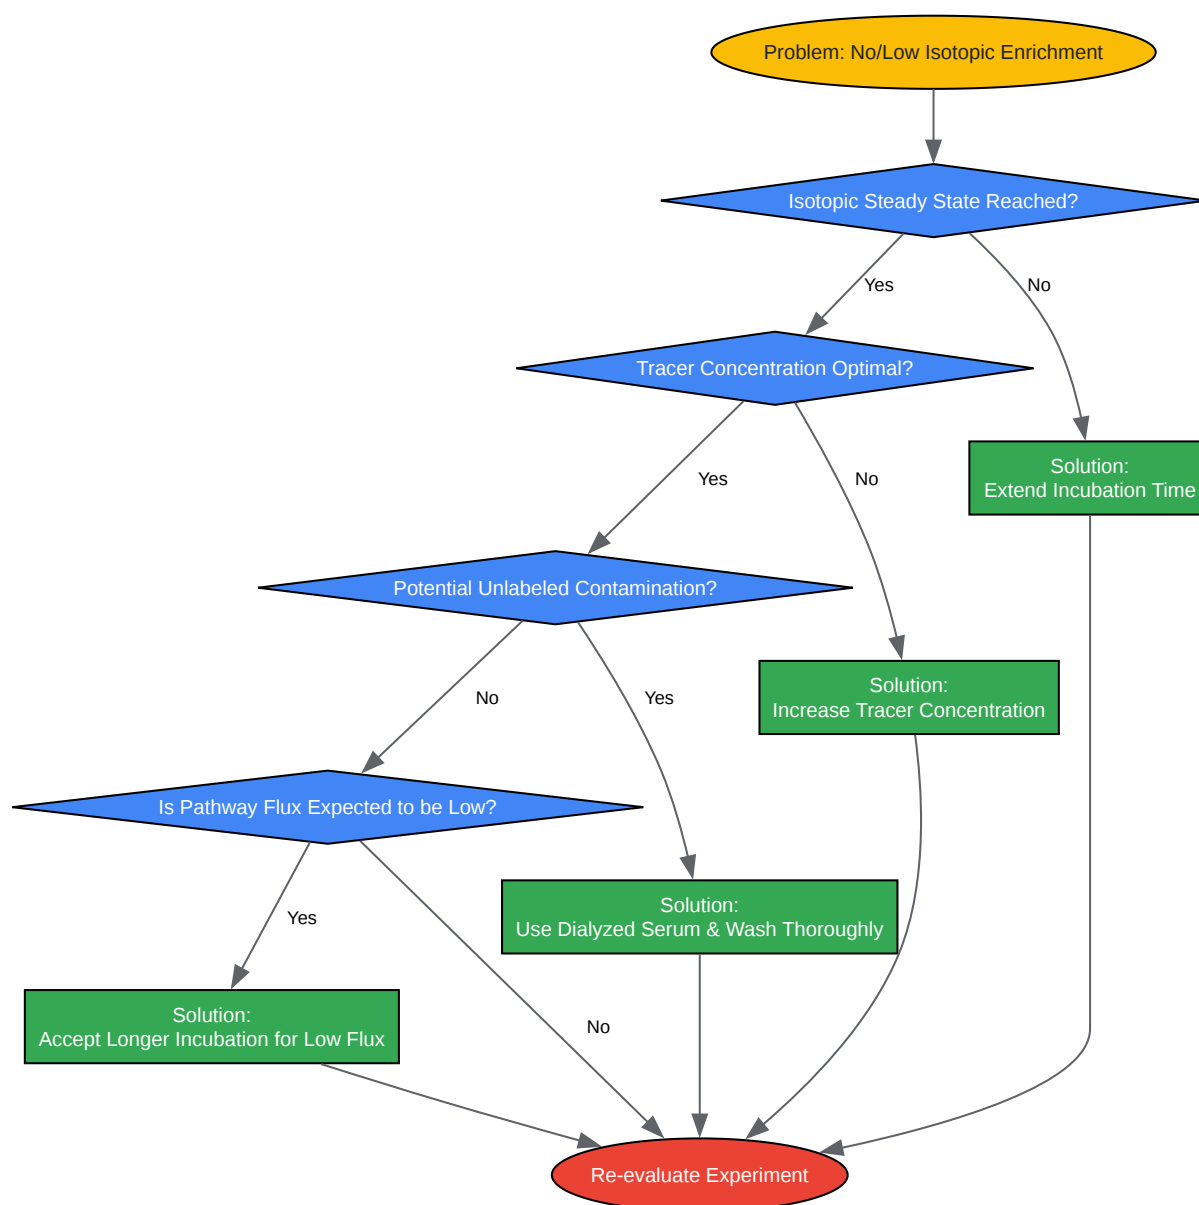 Problem: No/Low Isotopic Enrichment
Isotopic Steady State Reached?
Yes
No
Tracer Concentration Optimal?
Solution:
Extend Incubation Time
Yes
No
Potential Unlabeled Contamination?
Solution:
Increase Tracer Concentration
No
Yes
Is Pathway Flux Expected to be Low?
Solution:
Use Dialyzed Serum & Wash Thoroughly
Yes
No
Solution:
Accept Longer Incubation for Low Flux
Re-evaluate Experiment